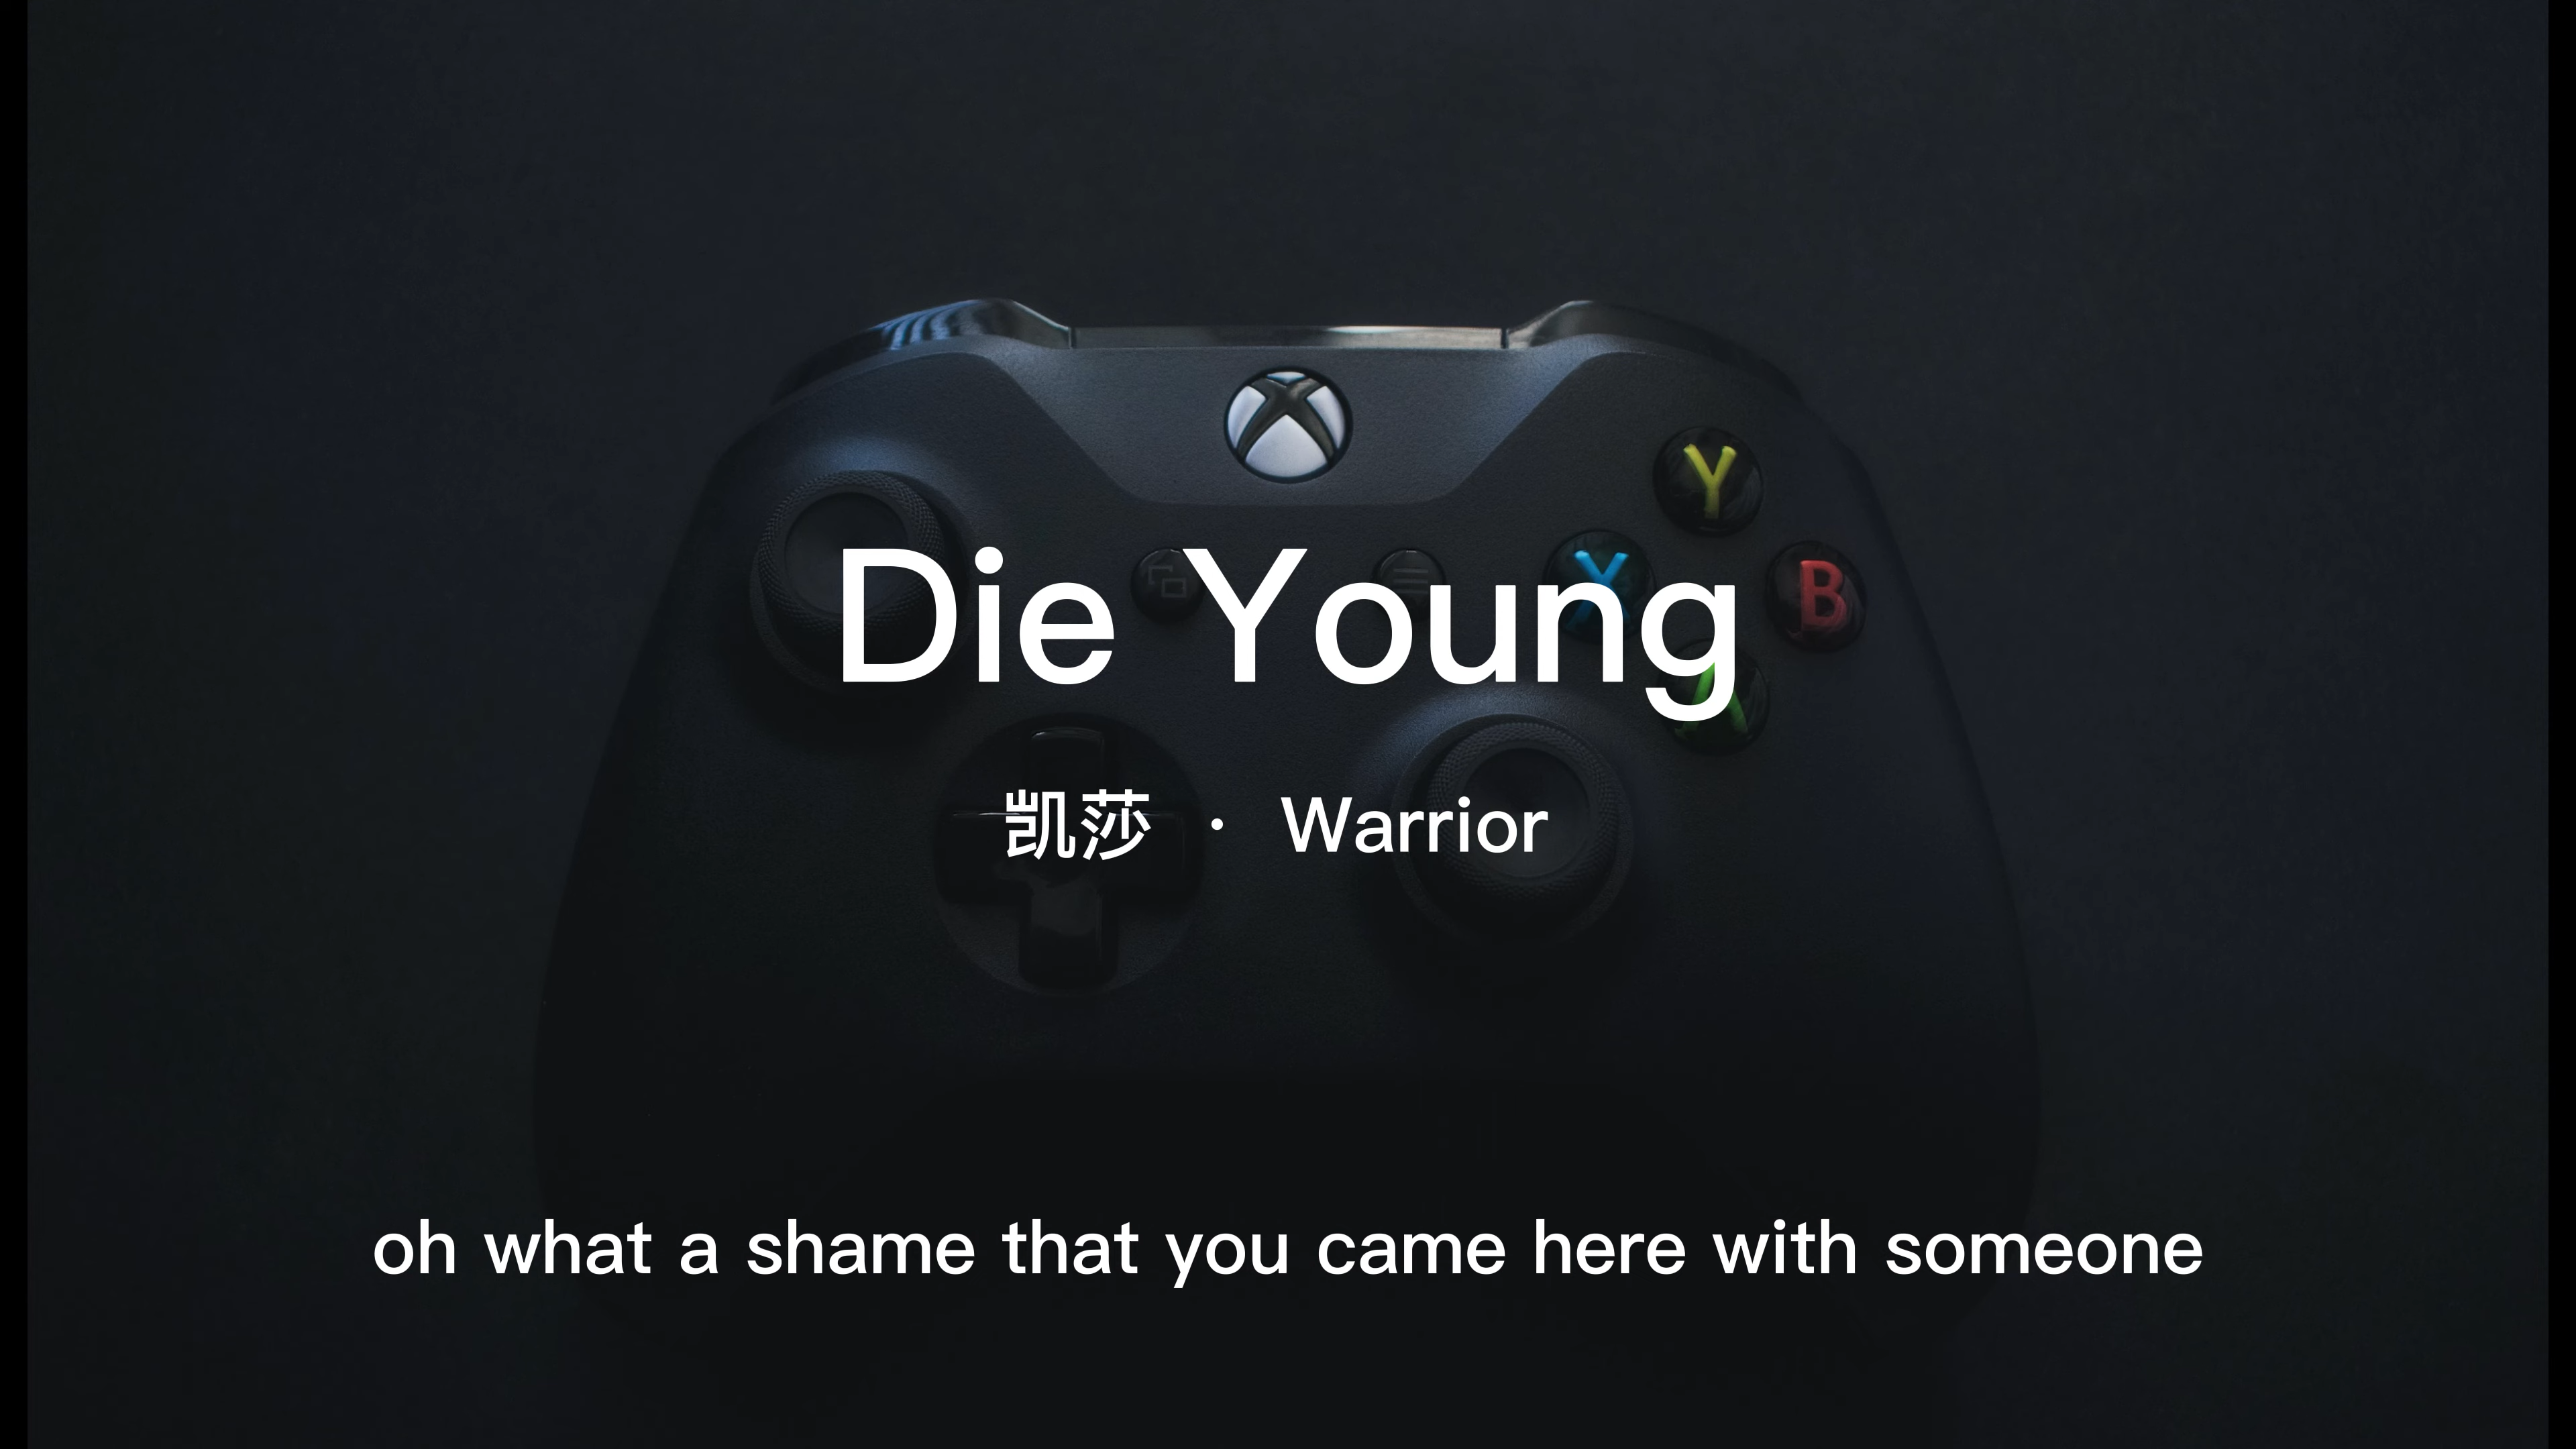 Y
X
B
A
Die Young
凯莎 · Warrior
oh what a shame that you came here with someone